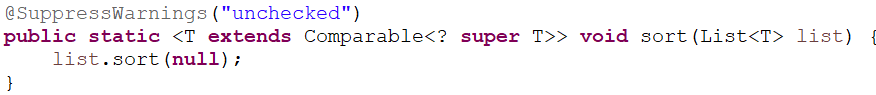 @SuppressWarnings("unchecked")
public static <T extends Comparable<? super T>> void sort(List<T> list) {
    list.sort(null);
}